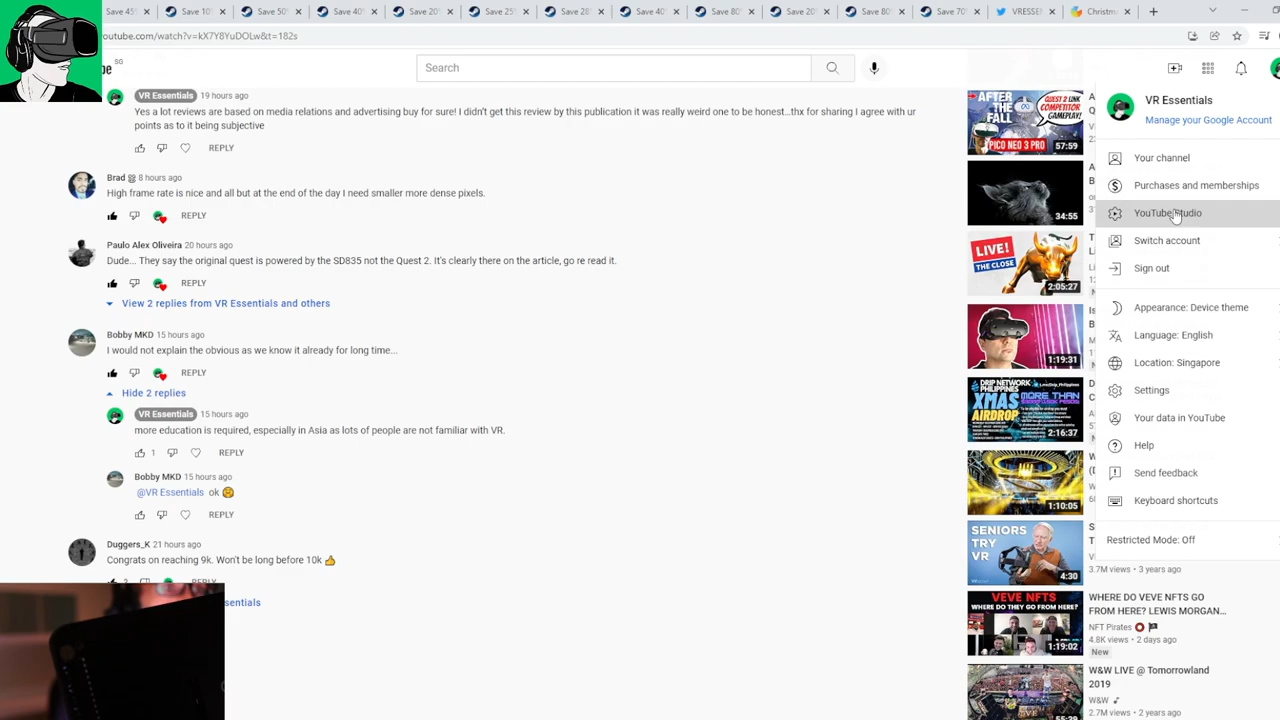 Save 45%
Save 10%
Save 50%
Save 40%
Save 20%
Save 25%
Save 28%
Save 40%
Save 80%
Save 20%
Save 80%
Save 70%
VRESSEN
Christm
outube.com/watch?v=kX7Y8YuDOLw&t=182s
SG
Search
VR Essentials 19 hours ago
Yes a lot reviews are based on media relations and advertising buy for sure! I didn't get this review by this publication it was really weird one to be honest...thx for sharing i agree with ur
points as to it being subjective
REPLY
Brad 8 hours ago
High frame rate is nice and all but at the end of the day I need smaller more dense pixels.
REPLY
Paulo Alex Oliveira 20 hours ago
Dude... They say the original quest is powered by the SD835 not the Quest 2. It's clearly there on the article, go re read it.
REPLY
View 2 replies from VR Essentials and others
Bobby MKD 15 hours ago
I would not explain the obvious as we know it already for long time...
REPLY
Hide 2 replies
VR Essentials 15 hours ago
more education is required, especially in Asia where most people are not familiar with VR.
1 REPLY
Bobby MKD 15 hours ago
@VR Essentials ok
REPLY
Duggers_K 21 hours ago
Congrats on reaching 9k. Won't be long before 10k 👍
REPLY
sentials
AFTER
THE
FALL
QUEST 2 LINK
COMPETITOR
GAMEPLAY!
PICO NEO 3 PRO
57:59
34:55
LIVE!
THE CLOSE
2:05:27
1:19:31
DRIP NETWORK
PHILIPPINES
XMAS
AIRDROP
MORE THAN
2:16:37
1:10:05
SENIORS
TRY
VR
4:30
VEVE NFTS
WHERE DO THEY GO FROM HERE?
1:19:02
55:29
VR Essentials
Manage your Google Account
Your channel
Purchases and memberships
YouTube Studio
Switch account
Sign out
Appearance: Device theme
Language: English
Location: Singapore
Settings
Your data in YouTube
Help
Send feedback
Keyboard shortcuts
Restricted Mode: Off
3.7M views • 3 years ago
WHERE DO VEVE NFTS GO
FROM HERE? LEWIS MORGAN...
NFT Pirates
4.8K views • 2 days ago
New
W&W LIVE @ Tomorrowland
2019
W&W
2.7M views • 2 years ago